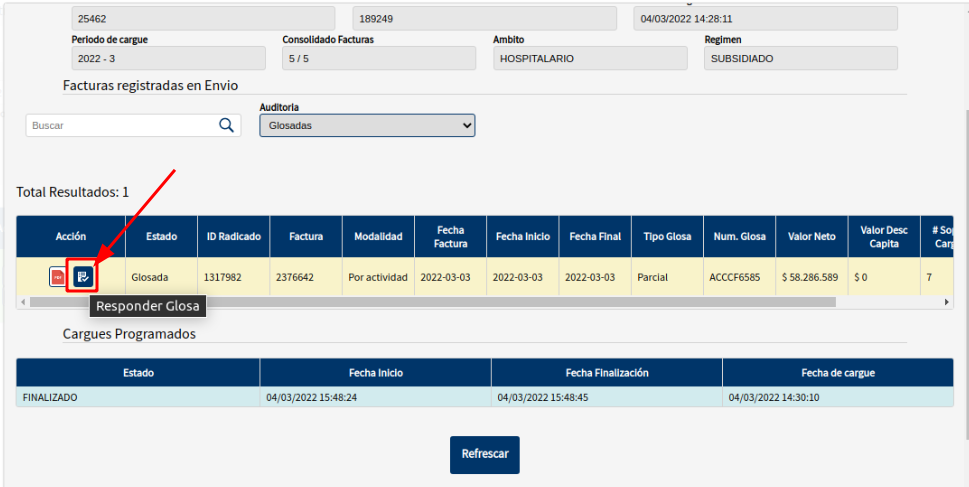 25462 189249 04/03/2022 14:28:11
Periodo de cargue Consolidado Facturas Ambito Regimen
2022 - 3 5 / 5 HOSPITALARIO SUBSIDIADO
Facturas registradas en Envio
Auditoria
Buscar Glosadas
Total Resultados: 1
Acción Estado ID Radicado Factura Modalidad Fecha Factura Fecha Inicio Fecha Final Tipo Glosa Num. Glosa Valor Neto Valor Desc Capita # Sop Carg
PDF Glosada 1317982 2376642 Por actividad 2022-03-03 2022-03-03 2022-03-03 Parcial ACCCF6585 $ 58.286.589 $ 0 7
Responder Glosa
Cargues Programados
Estado Fecha Inicio Fecha Finalización Fecha de cargue
FINALIZADO 04/03/2022 15:48:24 04/03/2022 15:48:45 04/03/2022 14:30:10
Refrescar